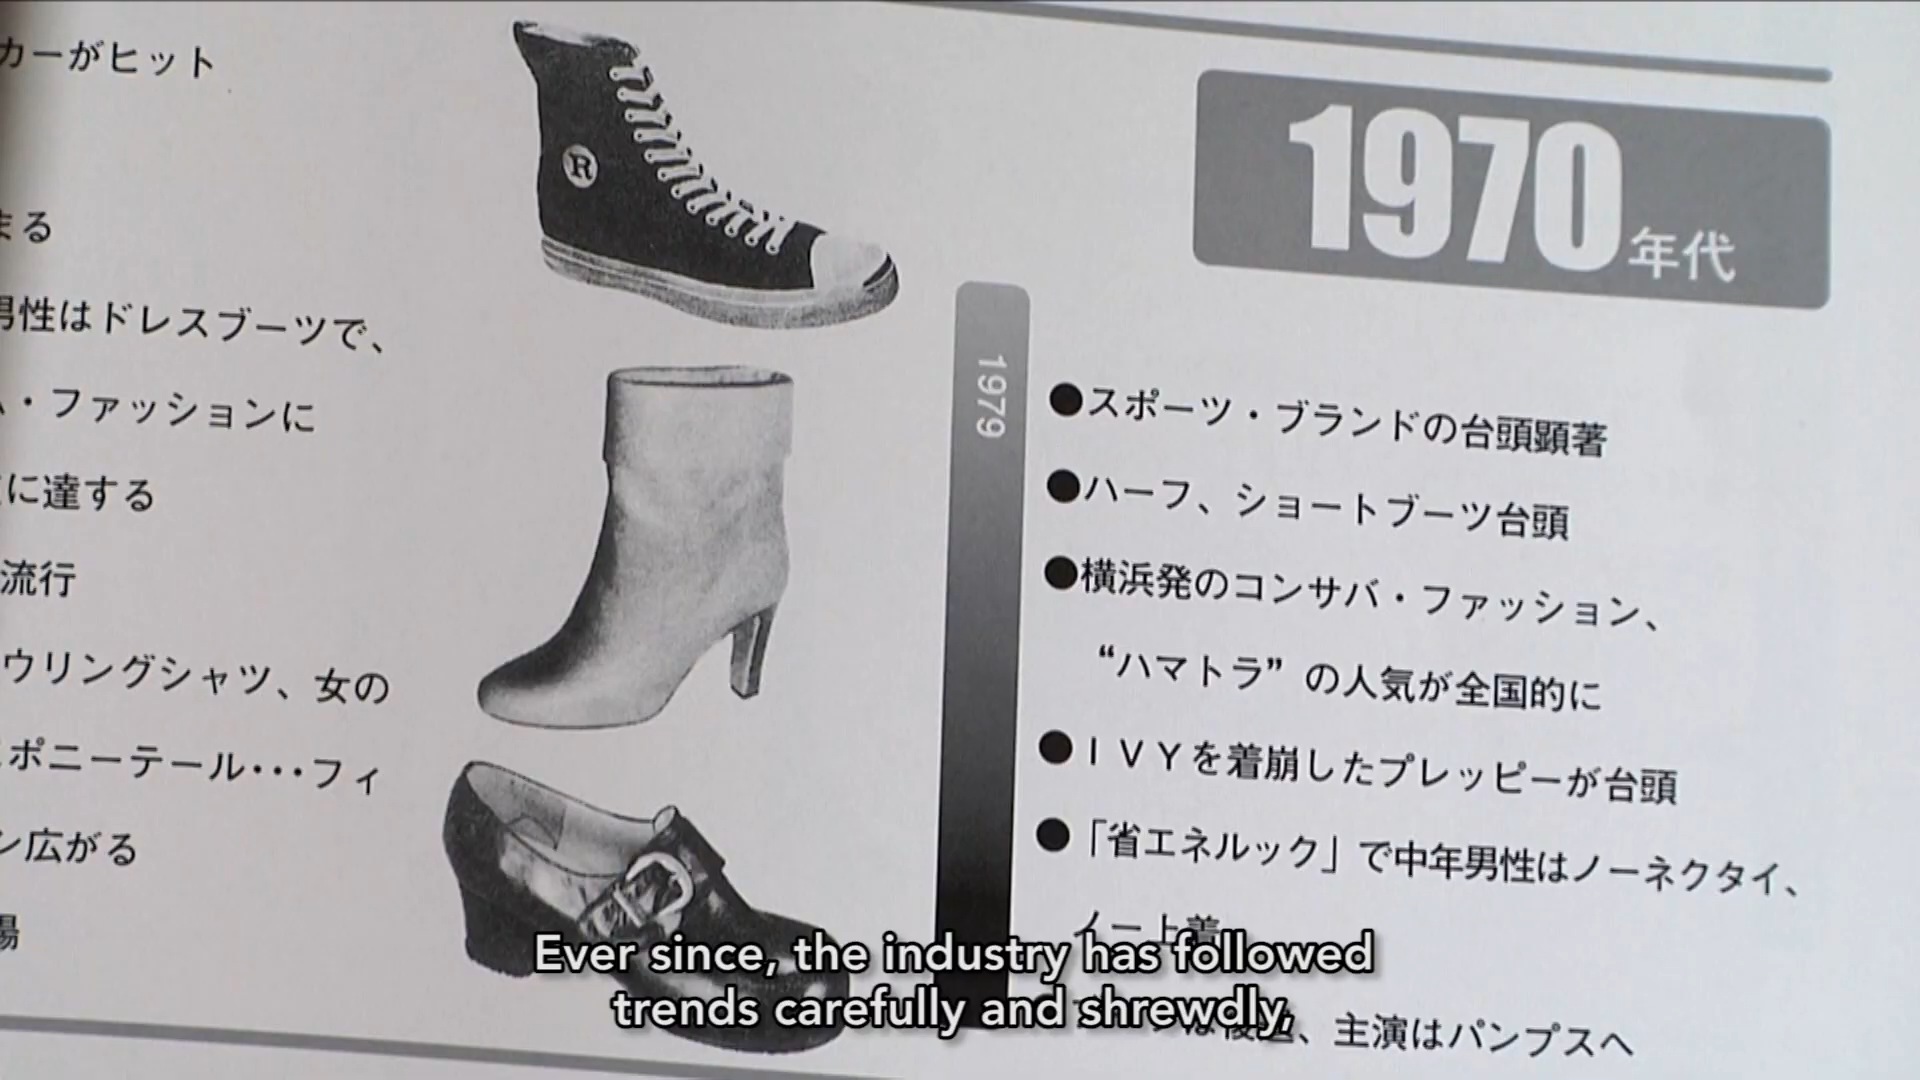 カーがヒット
まる
男性はドレスブーツで、
・ファッションに
に達する
流行
ウリングシャツ、女の
ポニーテール・・・フィ
ン広がる
場
R
1970年代
1979
●スポーツ・ブランドの台頭顕著
●ハーフ、ショートブーツ台頭
●横浜発のコンサバ・ファッション、
“ハマトラ”の人気が全国的に
●ＩＶＹを着崩したプレッピーが台頭
●「省エネルック」で中年男性はノーネクタイ、
ノー上着
、主演はパンプスへ
Ever since, the industry has followed
trends carefully and shrewdly,